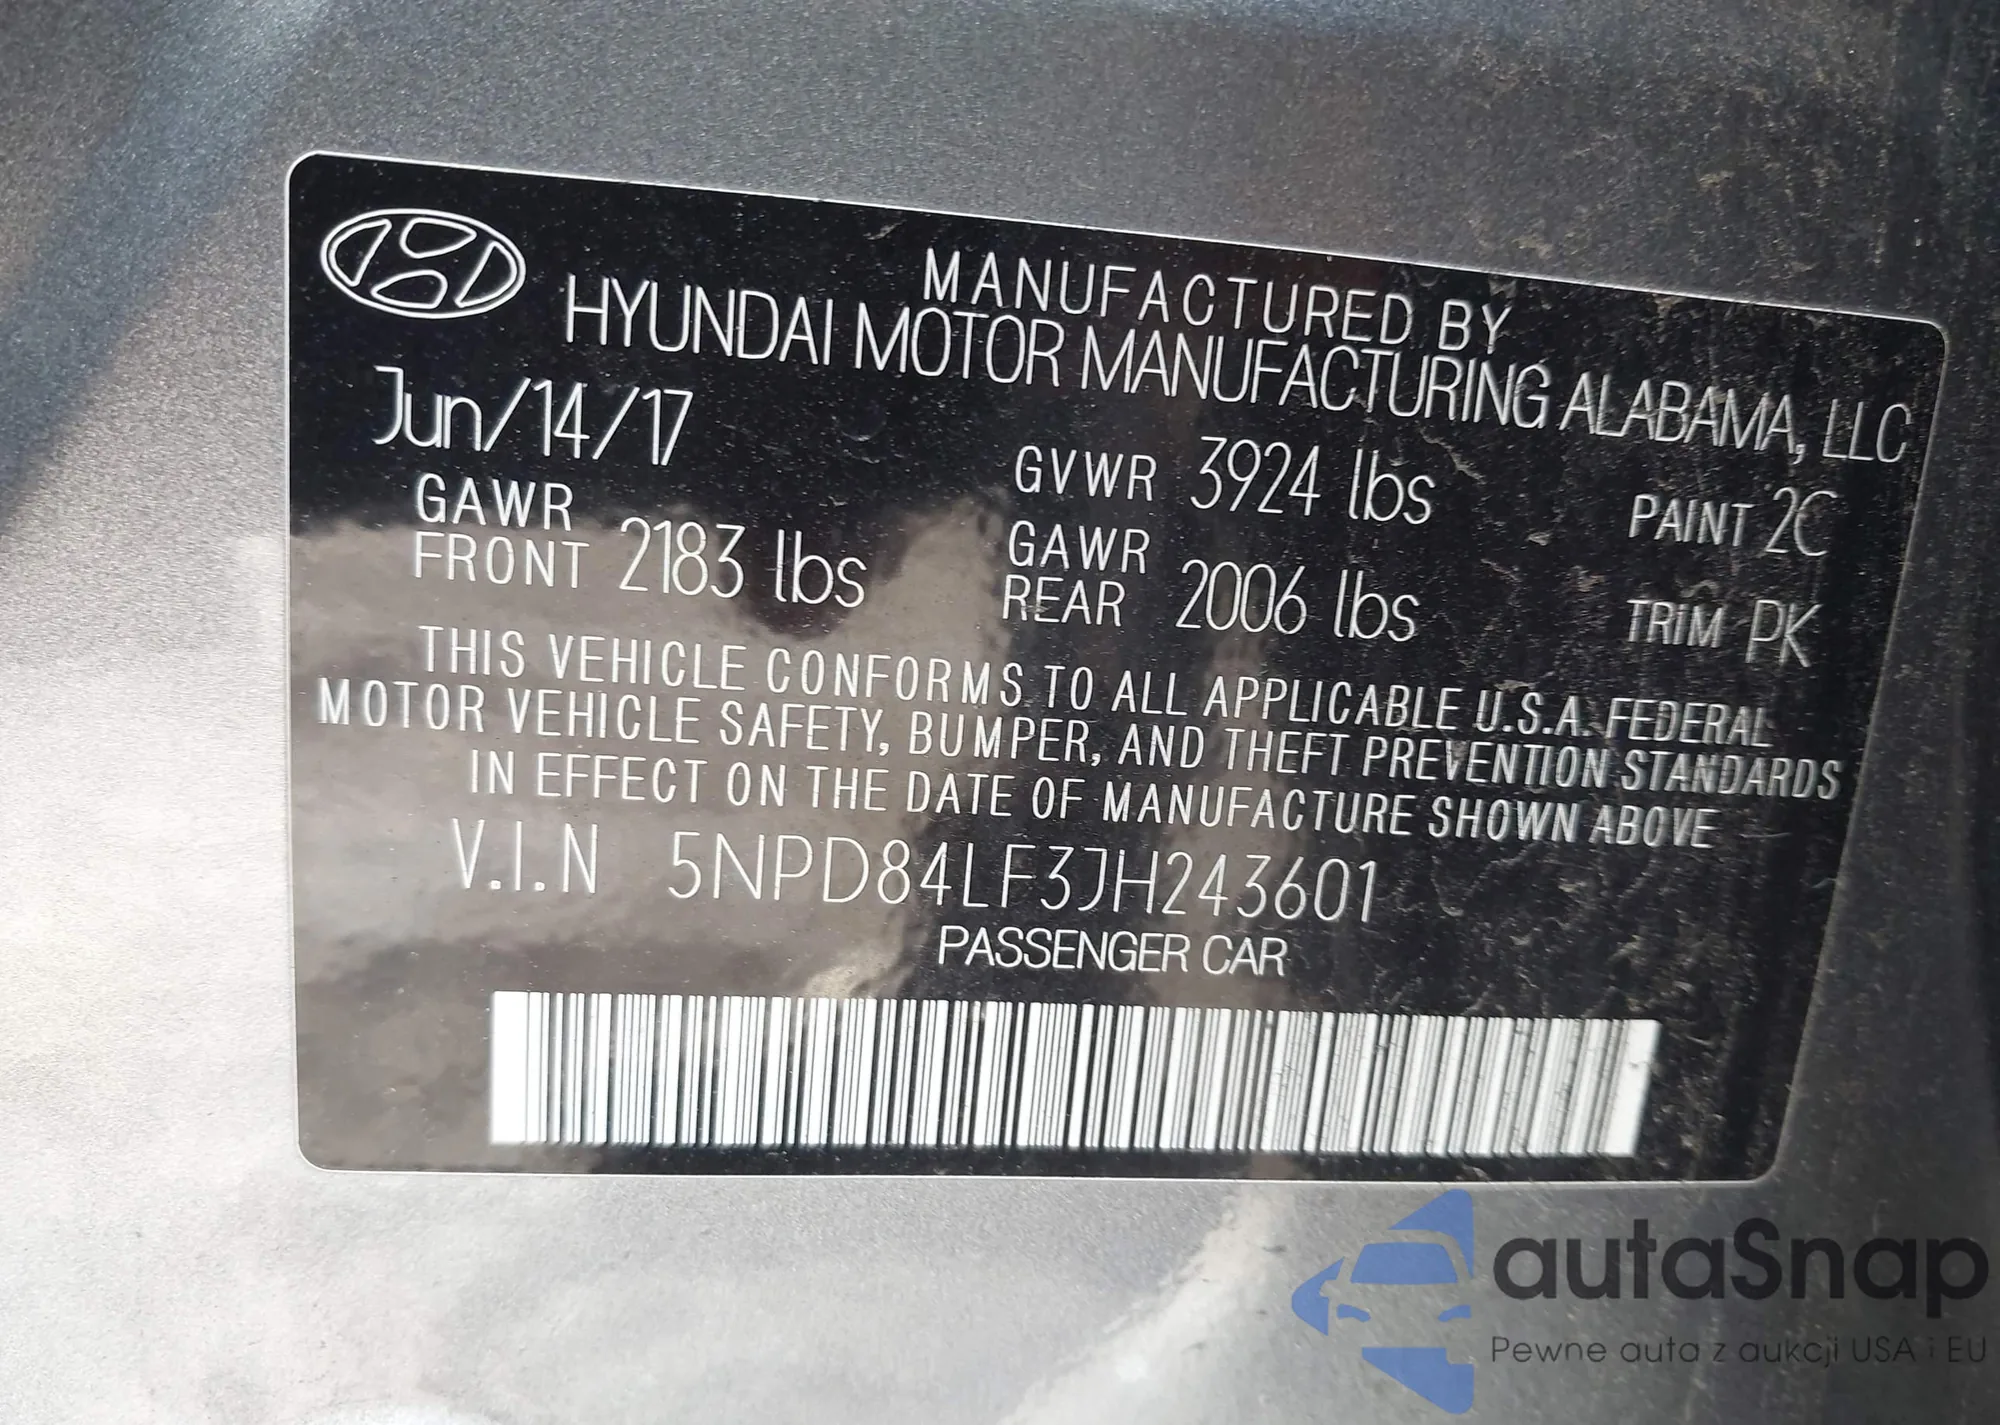 MANUFACTURED BY
HYUNDAI MOTOR MANUFACTURING ALABAMA, LLC
Jun/14/17 GVWR 3924 lbs PAINT 2C
GAWR FRONT 2183 lbs GAWR REAR 2006 lbs TRIM PK
THIS VEHICLE CONFORMS TO ALL APPLICABLE U.S.A. FEDERAL
MOTOR VEHICLE SAFETY, BUMPER, AND THEFT PREVENTION STANDARDS
IN EFFECT ON THE DATE OF MANUFACTURE SHOWN ABOVE
V.I.N 5NPD84LF3JH243601
PASSENGER CAR
autaSnap
Pewne auta z aukcji USA i EU